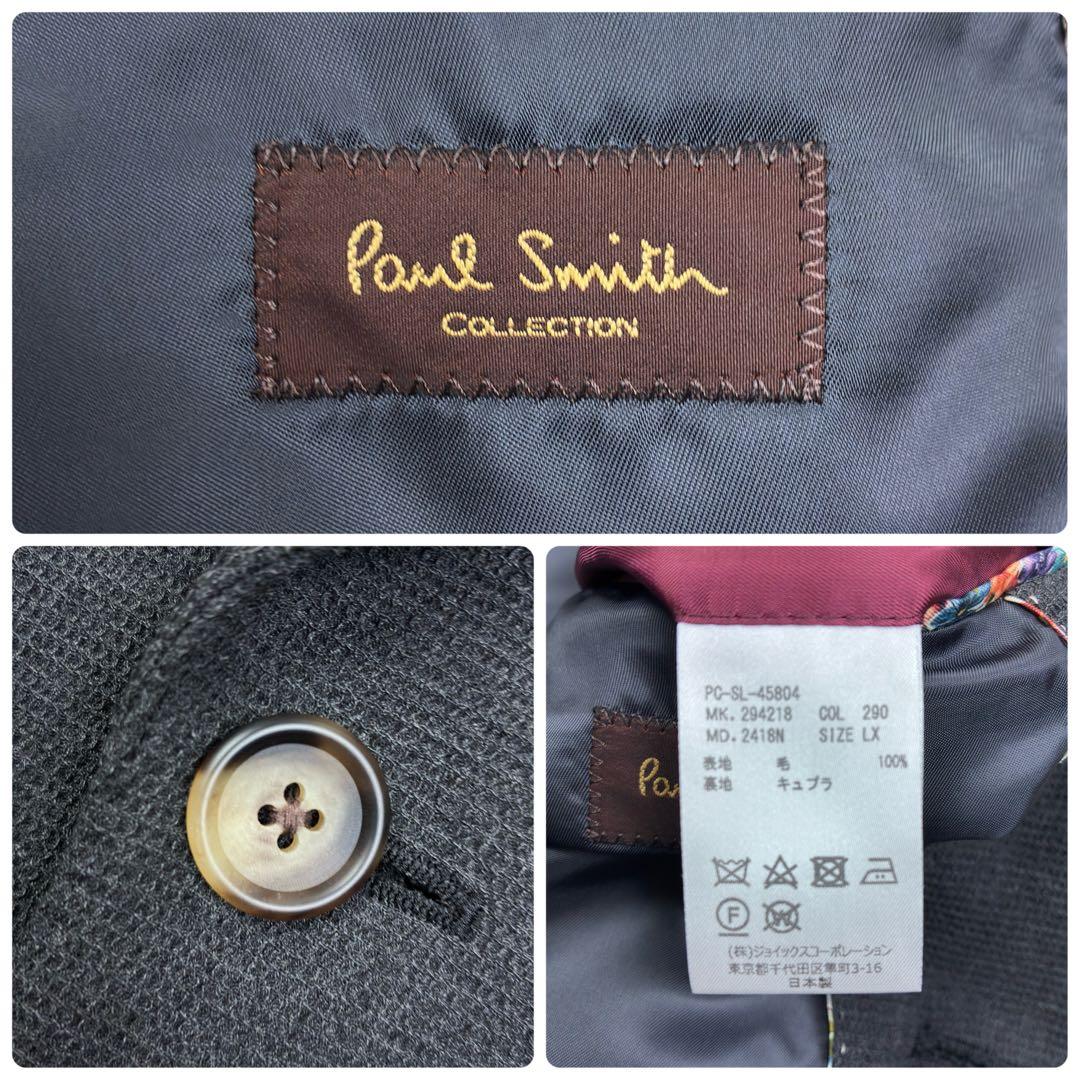 Paul Smith
COLLECTION
PC-SL-45804
MK. 294218 COL 290
MD. 2418N SIZE LX
表地 毛 100%
裏地 キュプラ
Pa
F
W
(株)ジョイックスコーポレーション
東京都千代田区隼町3-16
日本製